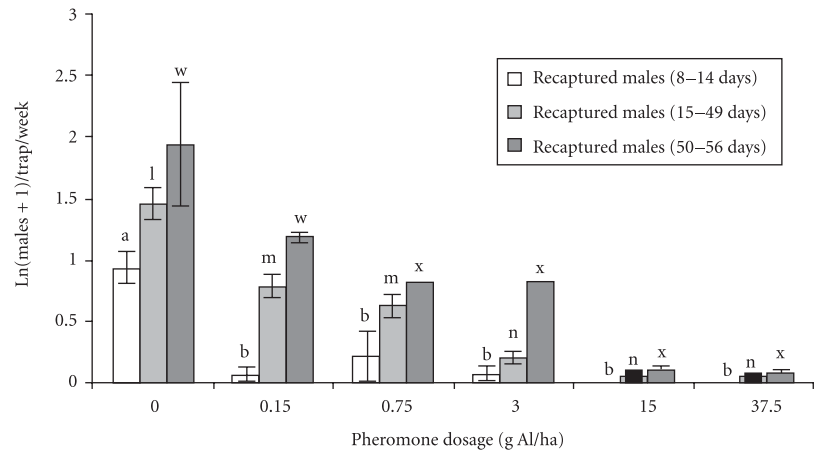 3
2.5
2
1.5
1
0.5
0
Ln(males + 1)/trap/week
a
l
w
b
m
w
b
m
x
b
n
x
b
n
x
b
n
x
Recaptured males (8–14 days)
Recaptured males (15–49 days)
Recaptured males (50–56 days)
0
0.15
0.75
3
15
37.5
Pheromone dosage (g AI/ha)